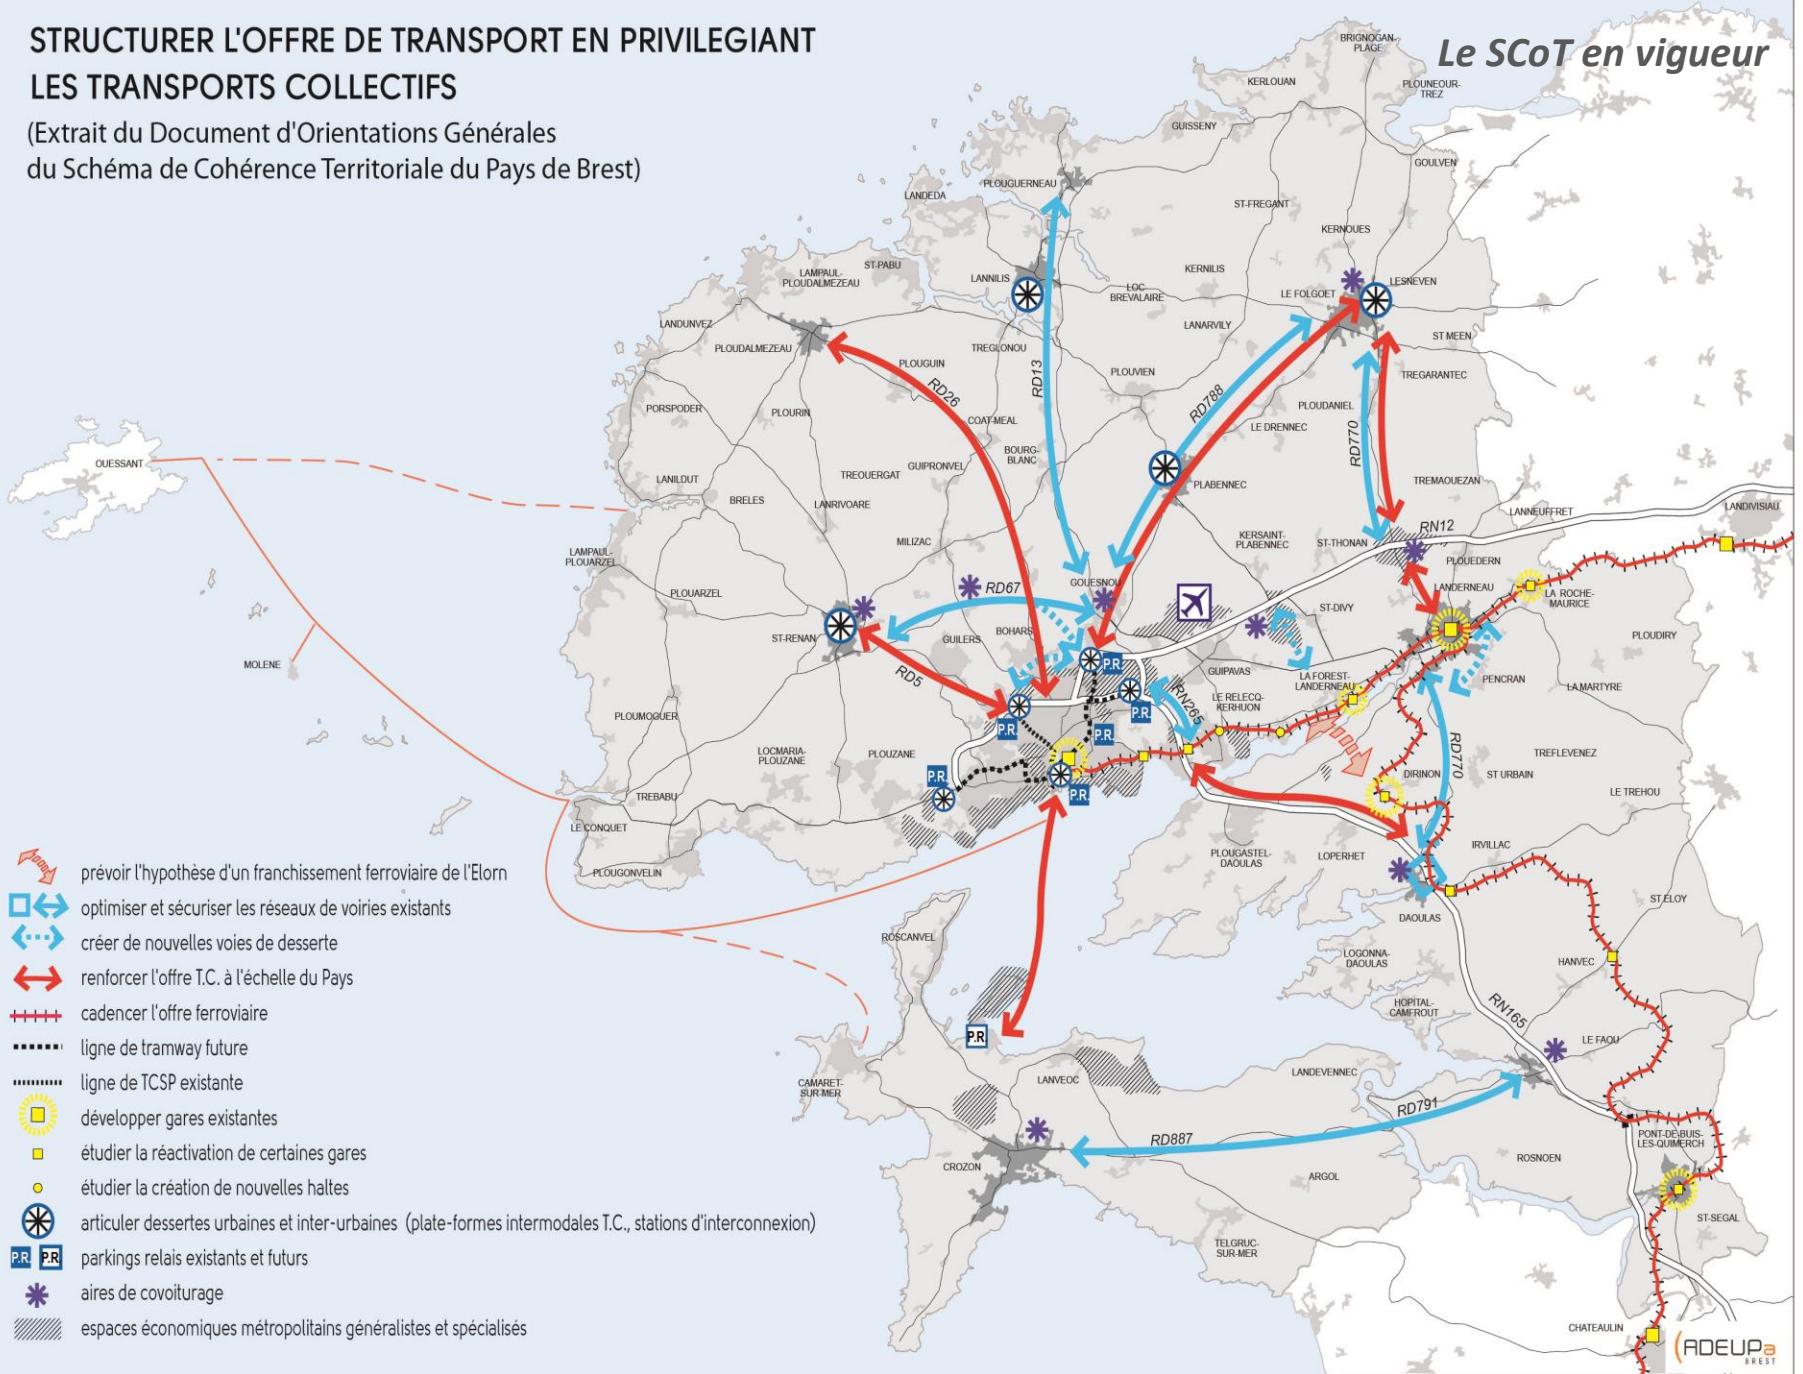 STRUCTURER L'OFFRE DE TRANSPORT EN PRIVILEGIANT
LES TRANSPORTS COLLECTIFS
(Extrait du Document d'Orientations Générales
du Schéma de Cohérence Territoriale du Pays de Brest)
Le SCoT en vigueur
BRIGNOGAN-
PLAGE
KERLOUAN
PLOUNEOUR-
TREZ
GUISSENY
GOULVEN
PLOUGUERNEAU
LANDEDA
ST-FREGANT
KERNOUES
ST-PABU
LAMPAUL-
PLOUDALMEZEAU
LANNILIS
KERNILIS
LOC
BREVALAIRE
LE FOLGOET
LESNEVEN
LANDUNVEZ
LANARVILY
ST MEEN
PLOUDALMEZEAU
TREGLONOU
PLOUGUIN
RD26
RD13
PLOUVIEN
RD788
TREGARANTEC
PORSPODER
PLOURIN
COAT-MEAL
PLOUDANIEL
LE DRENNEC
RD770
BOURG-
BLANC
OUESSANT
GUIPRONVEL
TREOUERGAT
LANILDUT
BRELES
LANRIVOARE
PLABENNEC
TREMAOUEZAN
LANNEUFFRET
LANDIVISIAU
RN12
MILIZAC
KERSAINT-
PLABENNEC
ST-THONAN
LAMPAUL-
PLOUARZEL
PLOUEDERN
PLOUARZEL
RD67
GOUESNOU
LANDERNEAU
LA ROCHE-
MAURICE
ST-DIVY
ST-RENAN
GUILERS
BOHARS
PLOUDIRY
MOLENE
RD5
GUIPAVAS
LA FOREST-
LANDERNEAU
PENCRAN
LA MARTYRE
RN265
LE RELECQ-
KERHUON
P.R.
P.R.
P.R.
P.R.
P.R.
P.R.
PLOUMOGUER
LOCMARIA-
PLOUZANE
PLOUZANE
RD770
TREFLEVENEZ
DIRINON
ST URBAIN
TREBABU
LE TREHOU
LE CONQUET
PLOUGONVELIN
PLOUGASTEL-
DAOULAS
LOPERHET
IRVILLAC
ST ELOY
DAOULAS
ROSCANVEL
LOGONNA-
DAOULAS
HANVEC
HOPITAL-
CAMFROUT
RN165
P.R.
LE FAOU
LANVEOC
LANDEVENNEC
CAMARET-
SUR-MER
RD791
RD887
PONT-DE-BUIS-
LES-QUIMERCH
CROZON
ARGOL
ROSNOEN
ST-SEGAL
TELGRUC-
SUR-MER
CHATEAULIN
prévoir l'hypothèse d'un franchissement ferroviaire de l'Elorn
optimiser et sécuriser les réseaux de voiries existants
créer de nouvelles voies de desserte
renforcer l'offre T.C. à l'échelle du Pays
cadencer l'offre ferroviaire
ligne de tramway future
ligne de TCSP existante
développer gares existantes
étudier la réactivation de certaines gares
étudier la création de nouvelles haltes
articuler dessertes urbaines et inter-urbaines (plate-formes intermodales T.C., stations d'interconnexion)
P.R. P.R. parkings relais existants et futurs
aires de covoiturage
espaces économiques métropolitains généralistes et spécialisés
ADEUPa
BREST